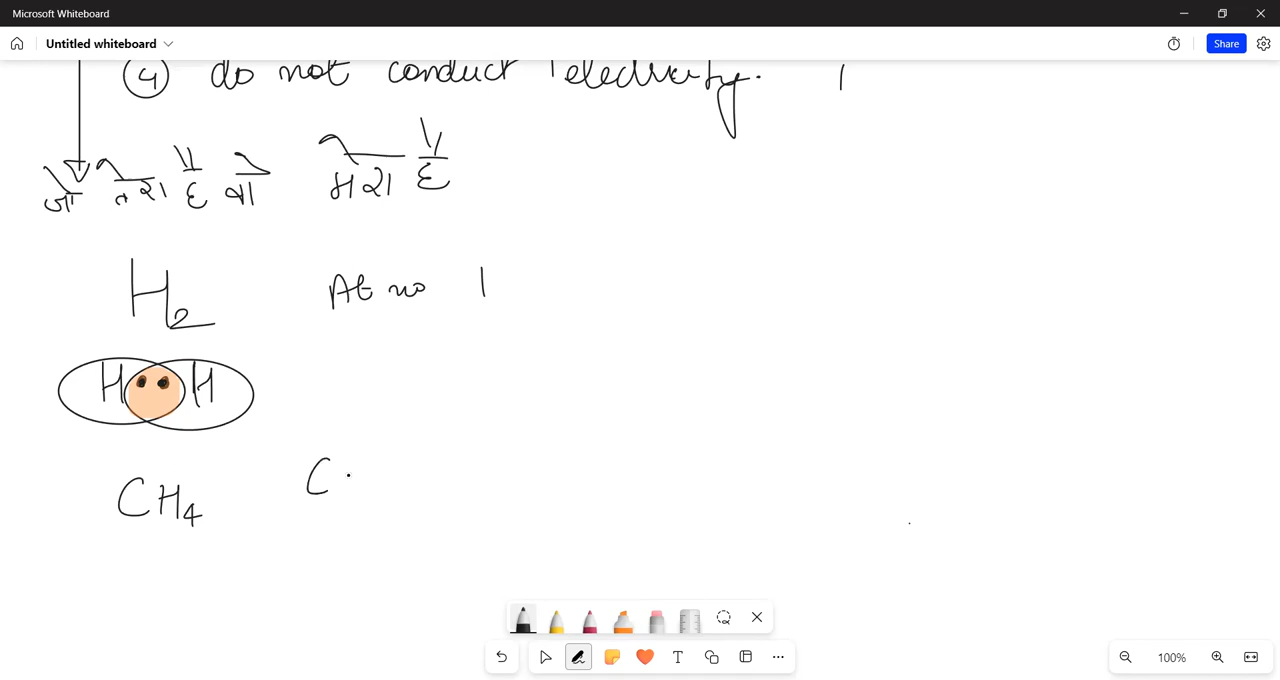 Microsoft Whiteboard
Untitled whiteboard
Share
④ do not conduct electricity.
H₂ At no 1
H H
CH₄ C
100%